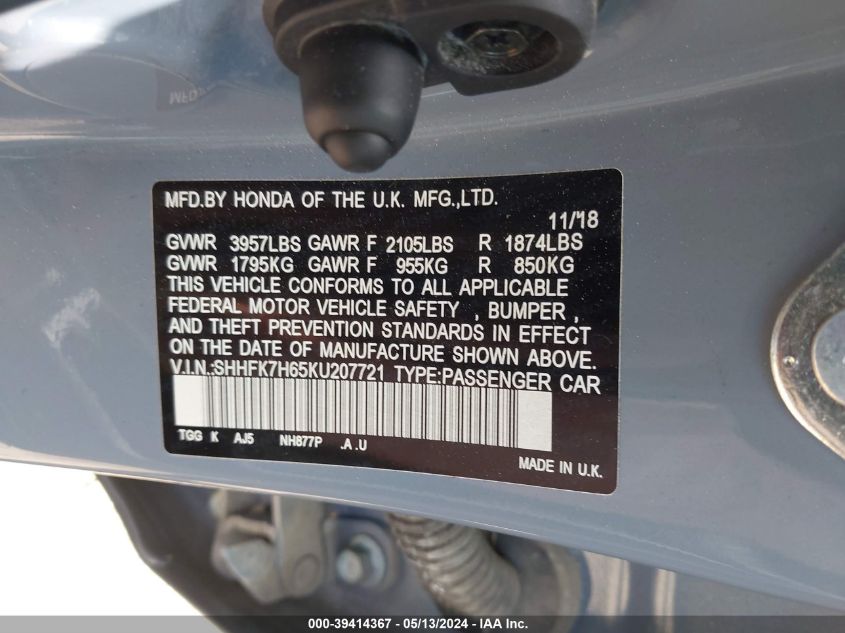 MFD.BY HONDA OF THE U.K. MFG.,LTD.
11/18
GVWR 3957LBS GAWR F 2105LBS R 1874LBS
GVWR 1795KG GAWR F 955KG R 850KG
THIS VEHICLE CONFORMS TO ALL APPLICABLE
FEDERAL MOTOR VEHICLE SAFETY , BUMPER ,
AND THEFT PREVENTION STANDARDS IN EFFECT
ON THE DATE OF MANUFACTURE SHOWN ABOVE.
V.I.N.:SHHFK7H65KU207721 TYPE:PASSENGER CAR
TGG K AJ5 NH877P .A .U
MADE IN U.K.
000-39414367 - 05/13/2024 - IAA Inc.